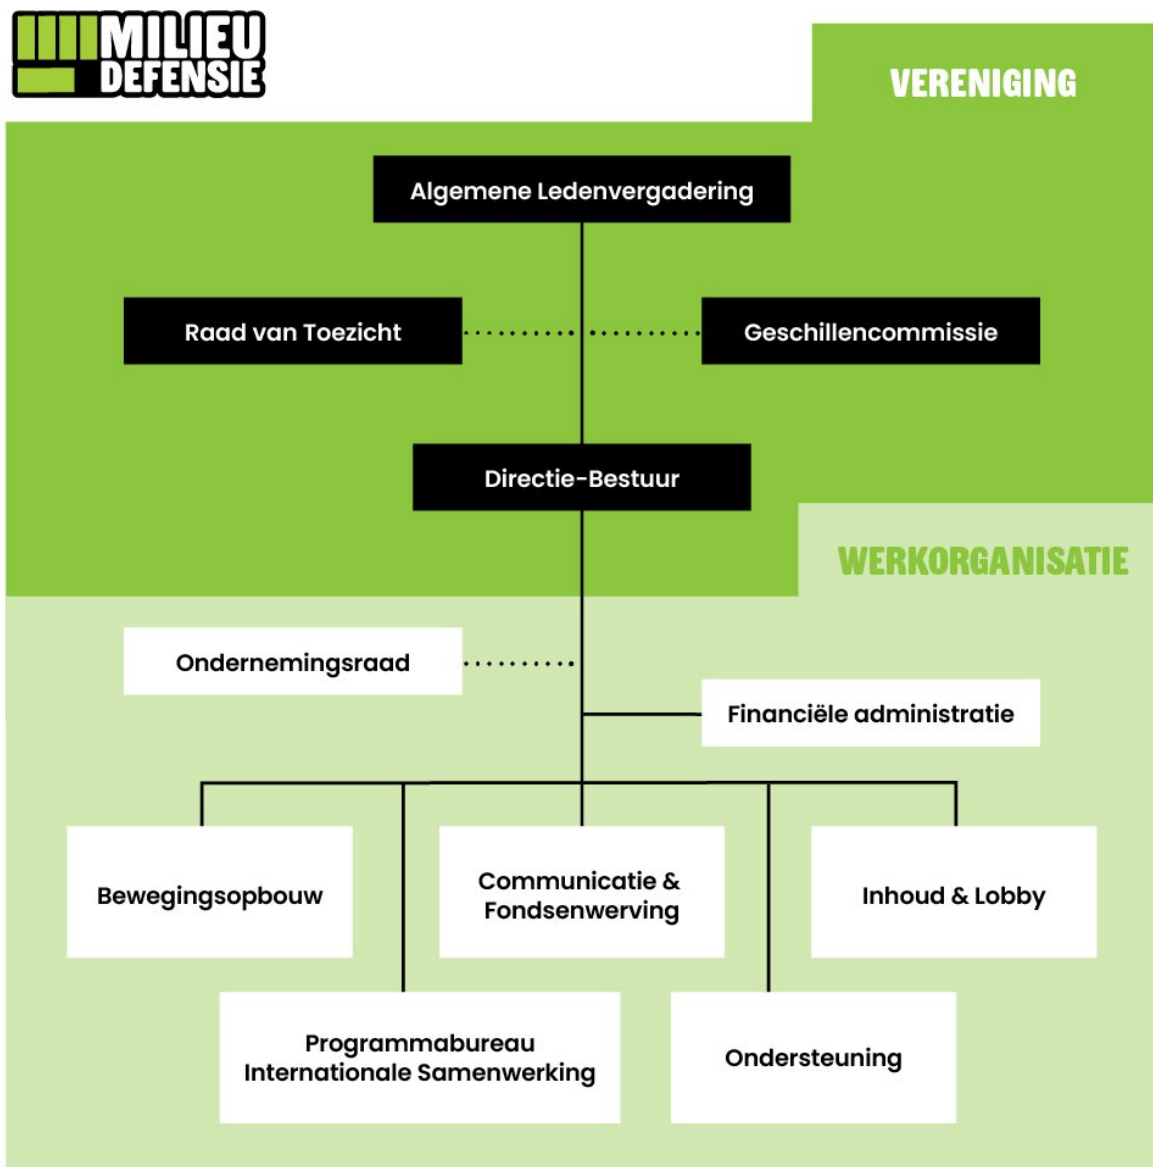 MILIEU
DEFENSIE
VERENIGING
Algemene Ledenvergadering
Raad van Toezicht
Geschillencommissie
Directie-Bestuur
WERKORGANISATIE
Ondernemingsraad
Financiële administratie
Bewegingsopbouw
Communicatie &
Fondsenwerving
Inhoud & Lobby
Programmabureau
Internationale Samenwerking
Ondersteuning